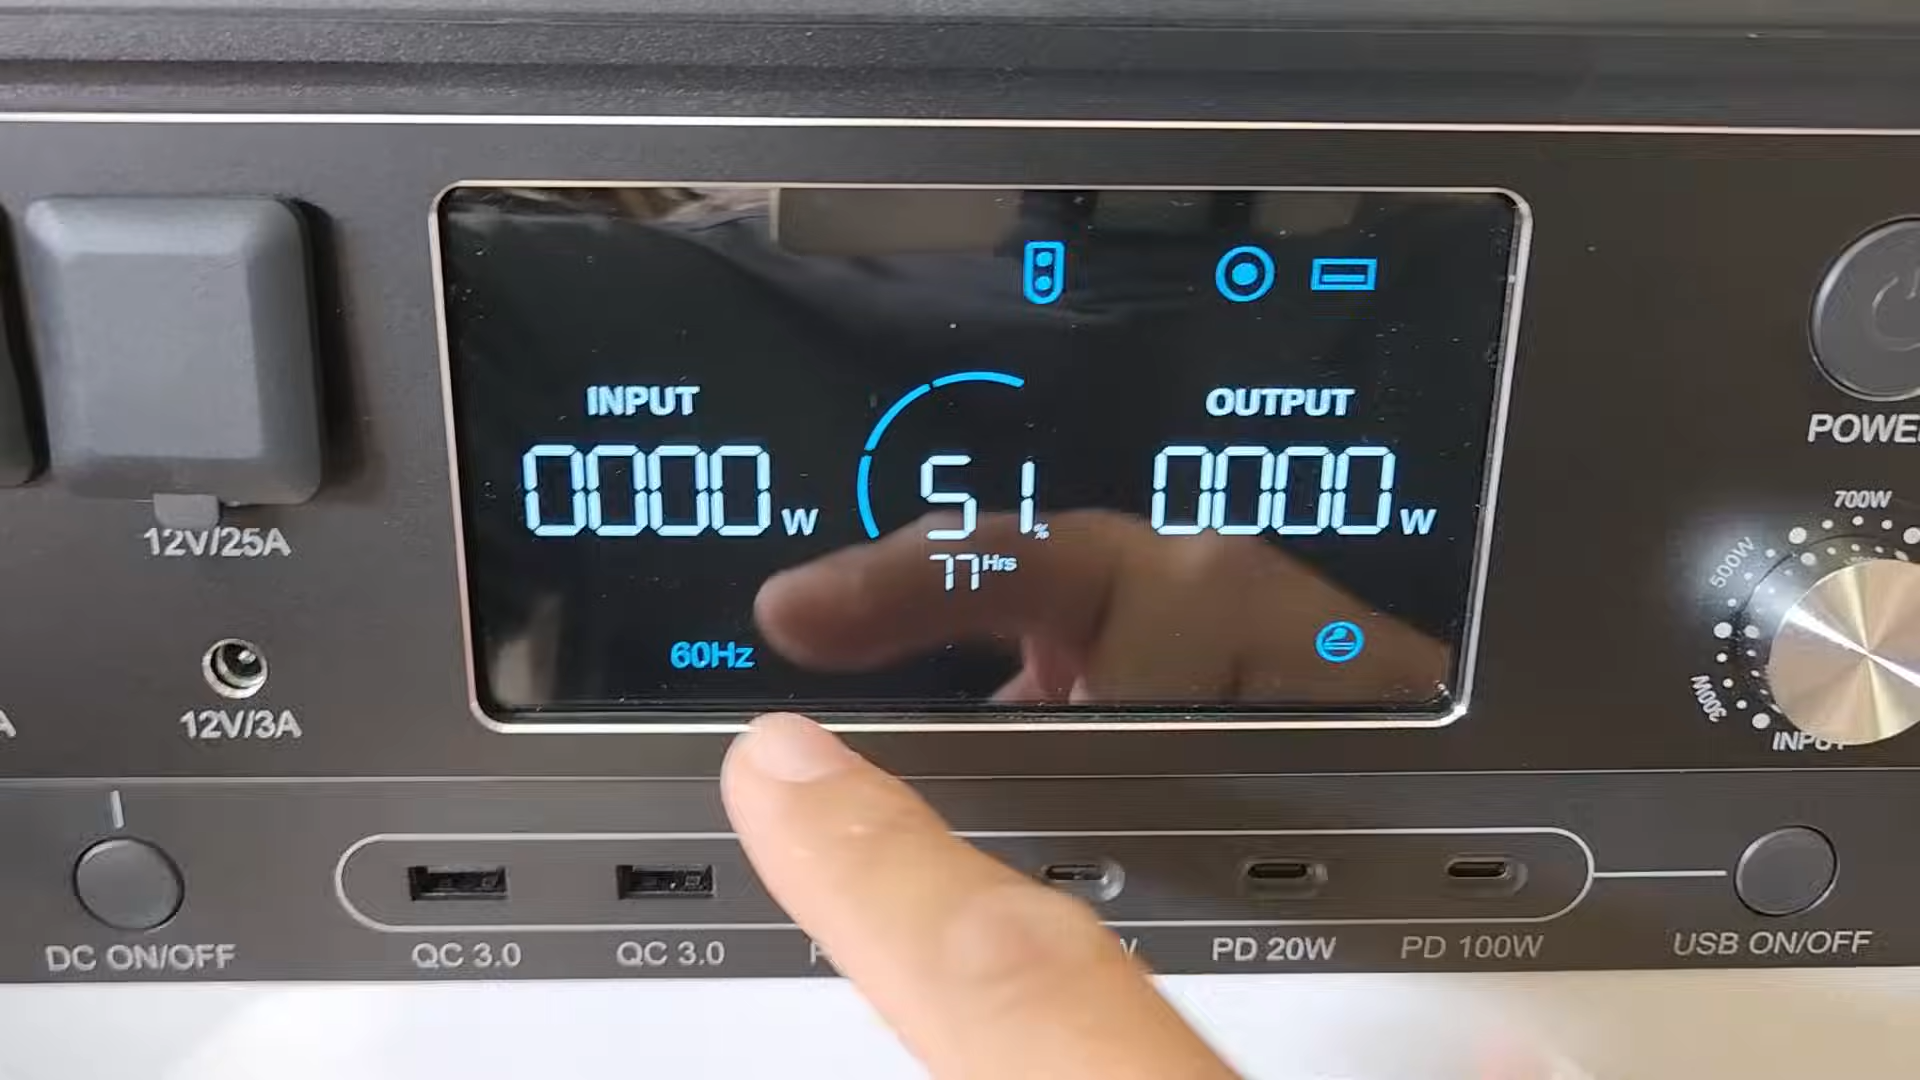 INPUT
0000W
51%
77Hrs
OUTPUT
0000W
60Hz
12V/25A
12V/3A
DC ON/OFF
QC 3.0
QC 3.0
PD 20W
PD 100W
USB ON/OFF
POWE
700W
500W
300W
INPUT